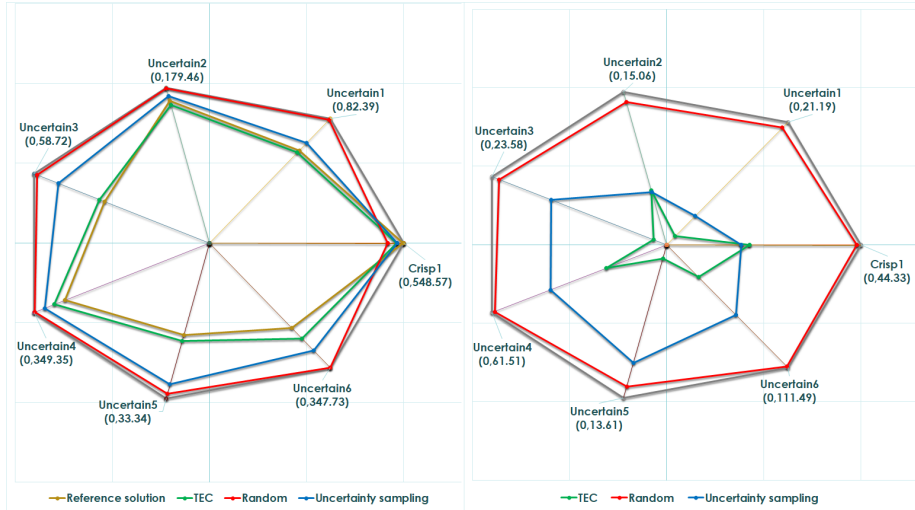 Uncertain2
(0,179.46)
Uncertain1
(0,82.39)
Uncertain3
(0,58.72)
Crisp1
(0,548.57)
Uncertain4
(0,349.35)
Uncertain5
(0,33.34)
Uncertain6
(0,347.73)
Reference solution TEC Random Uncertainty sampling
Uncertain2
(0,15.06)
Uncertain1
(0,21.19)
Uncertain3
(0,23.58)
Crisp1
(0,44.33)
Uncertain4
(0,61.51)
Uncertain5
(0,13.61)
Uncertain6
(0,111.49)
TEC Random Uncertainty sampling